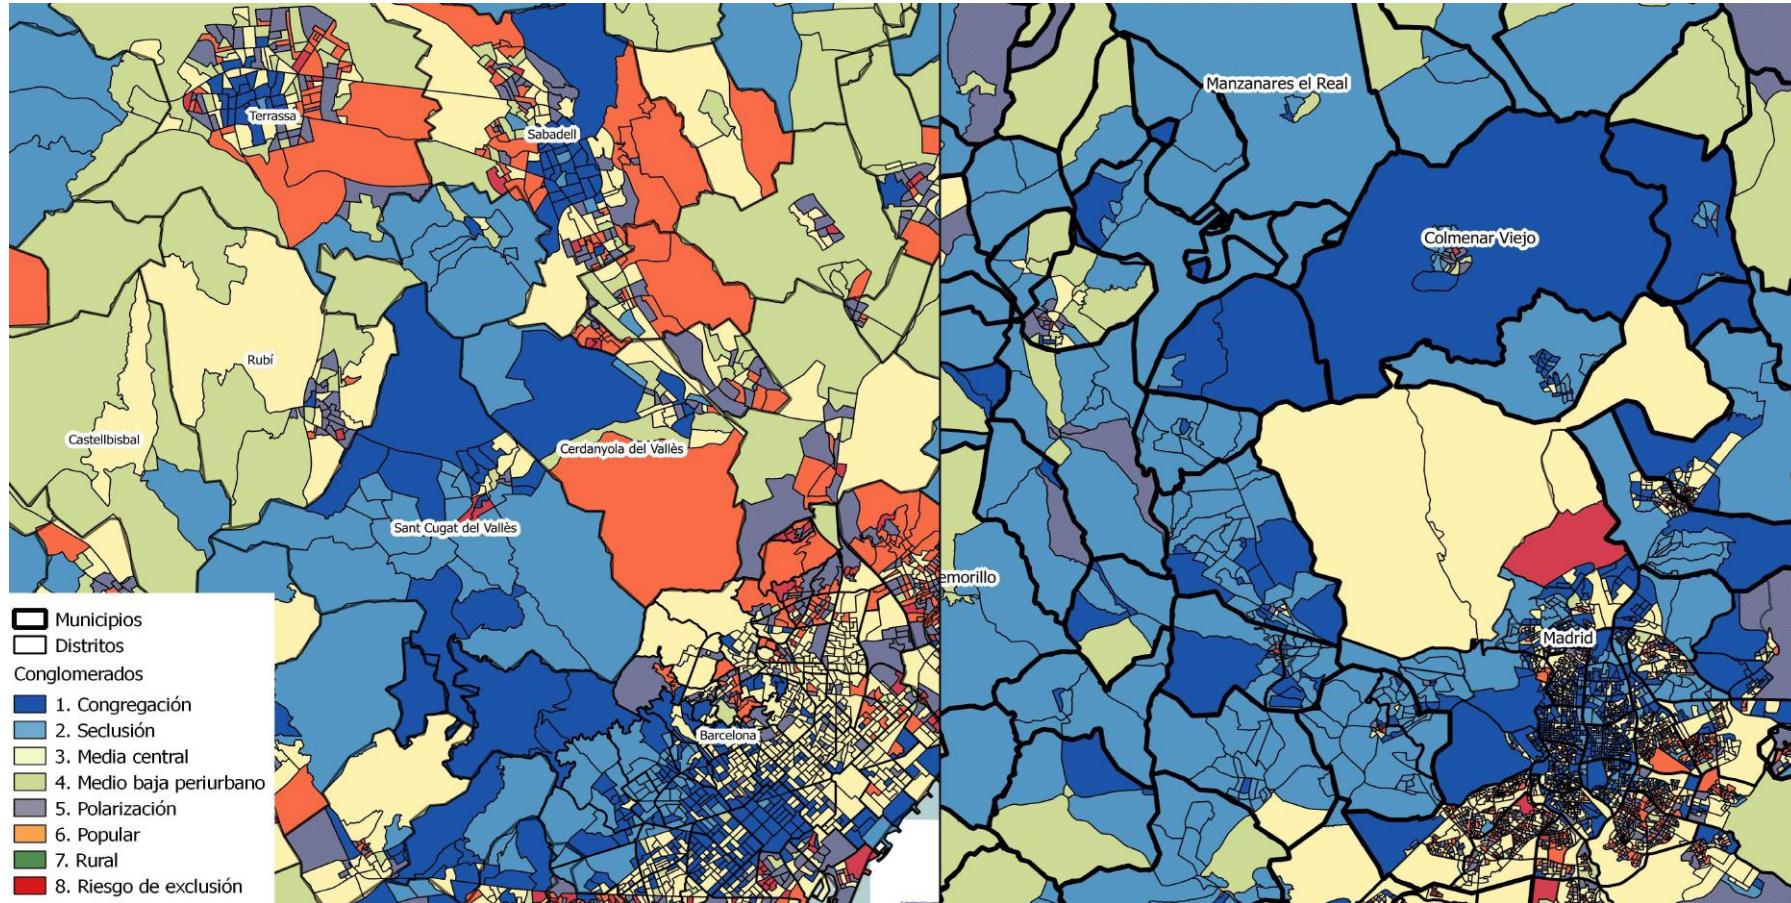 Terrassa
Sabadell
Manzanares el Real
Colmenar Viejo
Rubí
Castellbisbal
Cerdanyola del Vallès
Sant Cugat del Vallès
emorillo
Madrid
Barcelona
Municipios
Distritos
Conglomerados
1. Congregación
2. Seclusión
3. Media central
4. Medio baja periurbano
5. Polarización
6. Popular
7. Rural
8. Riesgo de exclusión